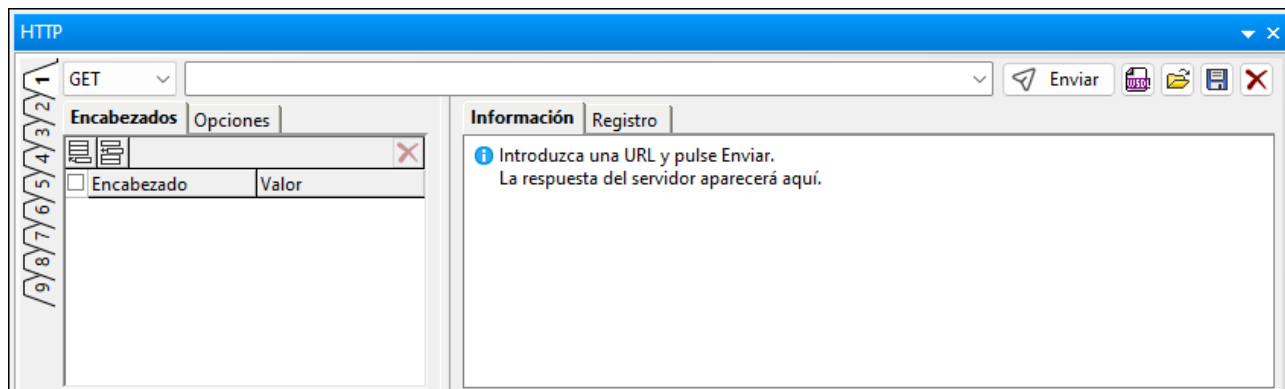 HTTP
GET
Enviar
WSDL
Encabezados Opciones
Encabezado Valor
Información Registro
Introduzca una URL y pulse Enviar.
La respuesta del servidor aparecerá aquí.
1
2
3
4
5
6
7
8
9